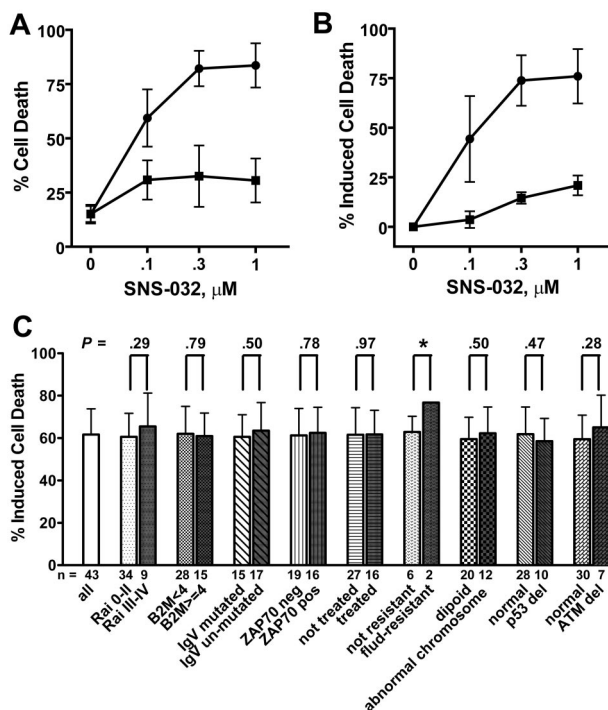 A
B
% Cell Death
100
75
50
25
0
0 .1 .3 1
SNS-032, μM
% Induced Cell Death
100
75
50
25
0
0 .1 .3 1
SNS-032, μM
C
P = .29 .79 .50 .78 .97 * .50 .47 .28
% Induced Cell Death
100
80
60
40
20
0
n = 43 34 9 28 15 15 17 19 16 27 16 6 2 20 12 28 10 30 7
all
Rai 0-II
Rai III-IV
B2M<4
B2M>=4
IgV mutated
IgV un-mutated
ZAP70 neg
ZAP70 pos
not treated
treated
not resistant
flud-resistant
dipoid
abnormal chromosome
normal
p53 del
normal
ATM del